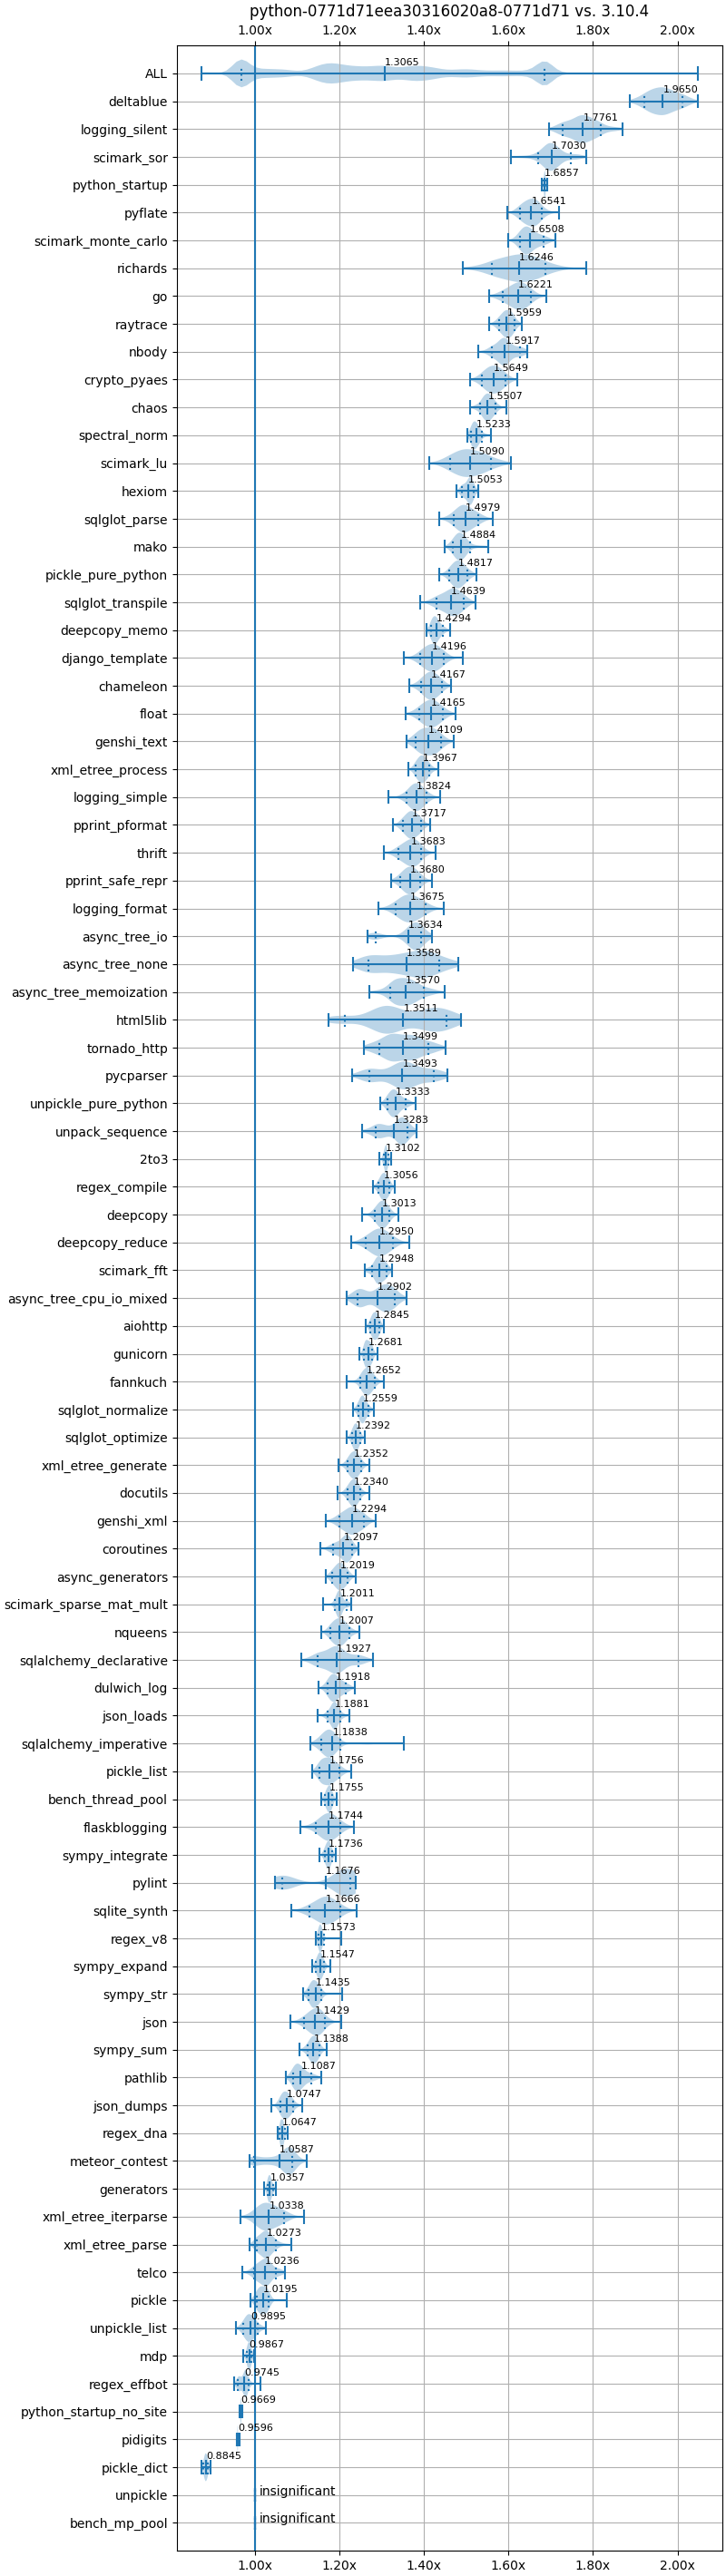 python-0771d71eea30316020a8-0771d71 vs. 3.10.4
1.00x 1.20x 1.40x 1.60x 1.80x 2.00x
ALL 1.3065
deltablue 1.9650
logging_silent 1.7761
scimark_sor 1.7030
python_startup 1.6857
pyflate 1.6541
scimark_monte_carlo 1.6508
richards 1.6246
go 1.6221
raytrace 1.5959
nbody 1.5917
crypto_pyaes 1.5649
chaos 1.5507
spectral_norm 1.5233
scimark_lu 1.5090
hexiom 1.5053
sqlglot_parse 1.4979
mako 1.4884
pickle_pure_python 1.4817
sqlglot_transpile 1.4639
deepcopy_memo 1.4294
django_template 1.4196
chameleon 1.4167
float 1.4165
genshi_text 1.4109
xml_etree_process 1.3967
logging_simple 1.3824
pprint_pformat 1.3717
thrift 1.3683
pprint_safe_repr 1.3680
logging_format 1.3675
async_tree_io 1.3634
async_tree_none 1.3589
async_tree_memoization 1.3570
html5lib 1.3511
tornado_http 1.3499
pycparser 1.3493
unpickle_pure_python 1.3333
unpack_sequence 1.3283
2to3 1.3102
regex_compile 1.3056
deepcopy 1.3013
deepcopy_reduce 1.2950
scimark_fft 1.2948
async_tree_cpu_io_mixed 1.2902
aiohttp 1.2845
gunicorn 1.2681
fannkuch 1.2652
sqlglot_normalize 1.2559
sqlglot_optimize 1.2392
xml_etree_generate 1.2352
docutils 1.2340
genshi_xml 1.2294
coroutines 1.2097
async_generators 1.2019
scimark_sparse_mat_mult 1.2011
nqueens 1.2007
sqlalchemy_declarative 1.1927
dulwich_log 1.1918
json_loads 1.1881
sqlalchemy_imperative 1.1838
pickle_list 1.1756
bench_thread_pool 1.1755
flaskblogging 1.1744
sympy_integrate 1.1736
pylint 1.1676
sqlite_synth 1.1666
regex_v8 1.1573
sympy_expand 1.1547
sympy_str 1.1435
json 1.1429
sympy_sum 1.1388
pathlib 1.1087
json_dumps 1.0747
regex_dna 1.0647
meteor_contest 1.0587
generators 1.0357
xml_etree_iterparse 1.0338
xml_etree_parse 1.0273
telco 1.0236
pickle 1.0195
unpickle_list 0.9895
mdp 0.9867
regex_effbot 0.9745
python_startup_no_site 0.9669
pidigits 0.9596
pickle_dict 0.8845
unpickle insignificant
bench_mp_pool insignificant
1.00x 1.20x 1.40x 1.60x 1.80x 2.00x